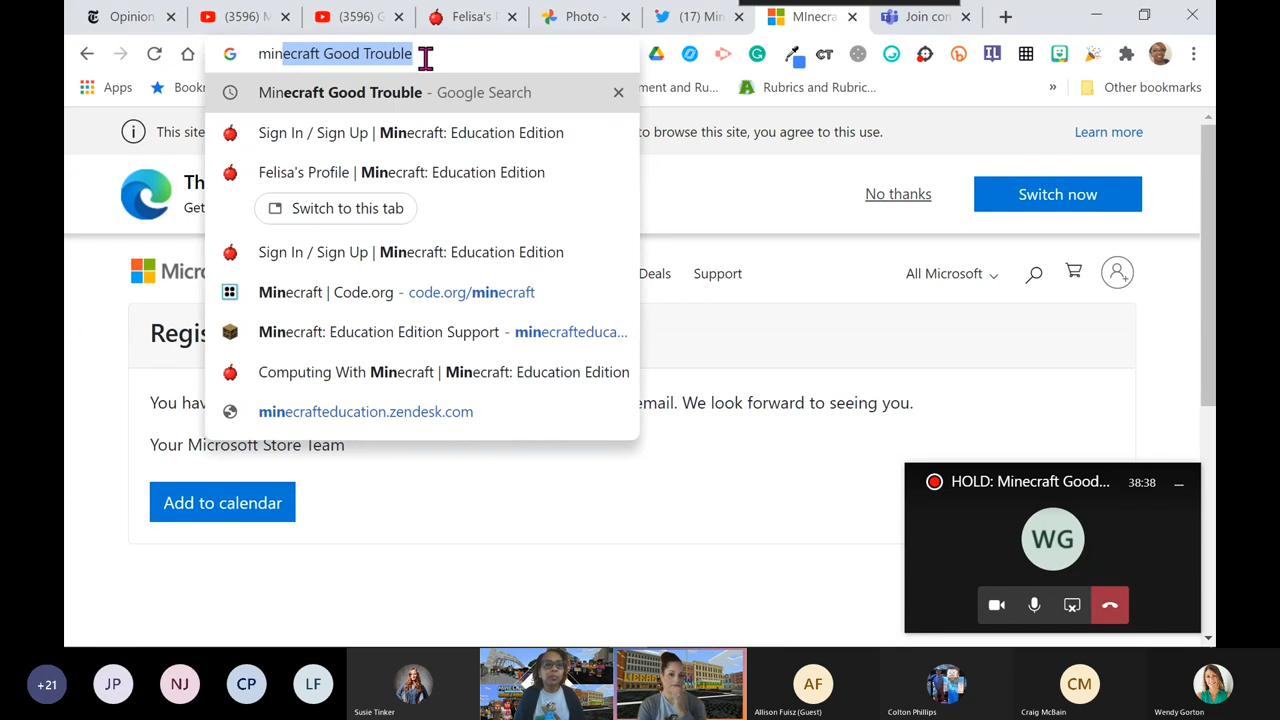 Opinion
(3596) M
(3596) G
Felisa's P
Photo -
(17) Min
MInecraf
Join con
minecraft Good Trouble
CT
IL
Apps
Book
ment and Ru...
Rubrics and Rubric...
»
Other bookmarks
Minecraft Good Trouble - Google Search
Sign In / Sign Up | Minecraft: Education Edition
Felisa's Profile | Minecraft: Education Edition
Switch to this tab
Sign In / Sign Up | Minecraft: Education Edition
Minecraft | Code.org - code.org/minecraft
Minecraft: Education Edition Support - minecrafteduca...
Computing With Minecraft | Minecraft: Education Edition
minecrafteducation.zendesk.com
This site
to browse this site, you agree to this use.
Learn more
Th
Get
No thanks
Switch now
Micro
Deals
Support
All Microsoft
Regis
You hav
email. We look forward to seeing you.
Your Microsoft Store Team
Add to calendar
HOLD: Minecraft Good...
38:38
WG
+21
JP
NJ
CP
LF
Susie Tinker
AF
Allison Fuisz (Guest)
Colton Phillips
CM
Craig McBain
Wendy Gorton